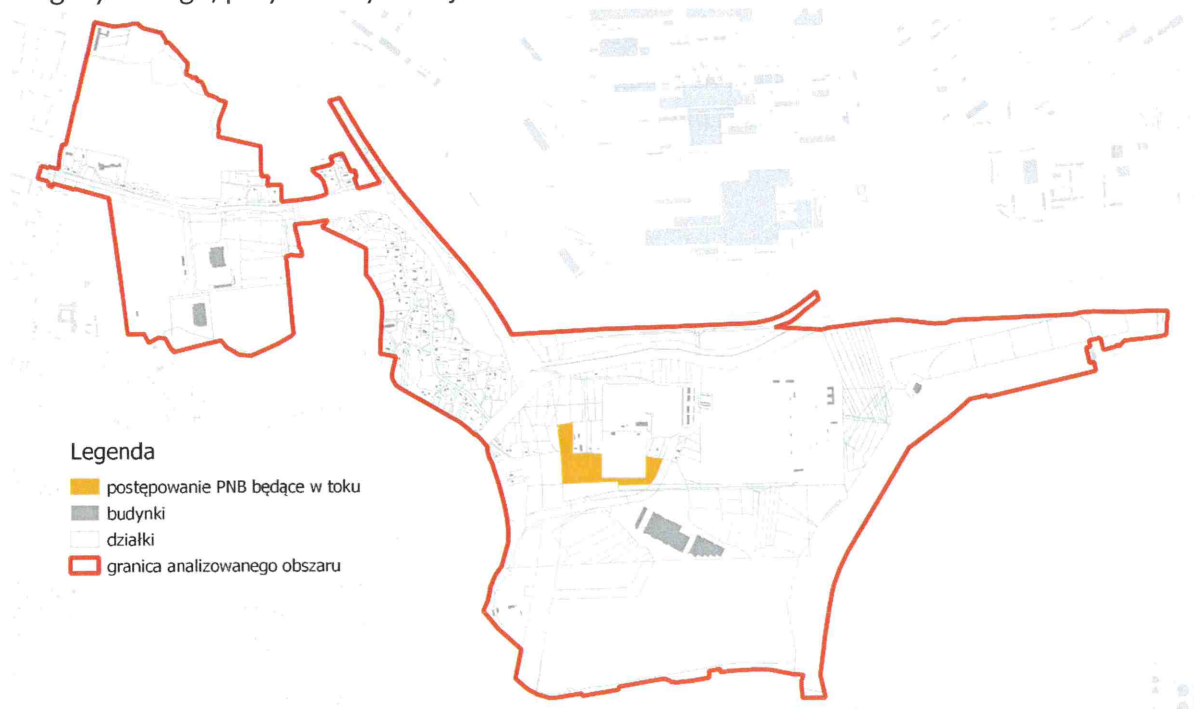 Legenda
postępowanie PNB będące w toku
budynki
działki
granica analizowanego obszaru